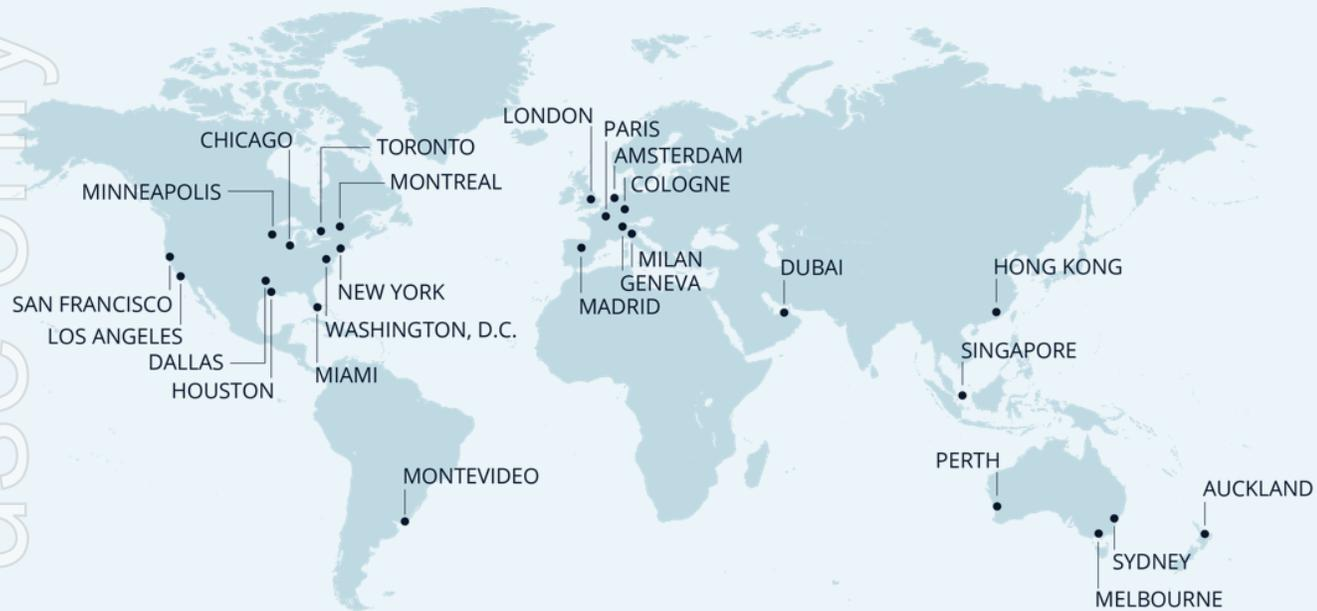 LONDON
PARIS
CHICAGO
TORONTO
AMSTERDAM
MINNEAPOLIS
MONTREAL
COLOGNE
MILAN
DUBAI
HONG KONG
GENEVA
SAN FRANCISCO
NEW YORK
MADRID
LOS ANGELES
WASHINGTON, D.C.
SINGAPORE
DALLAS
MIAMI
HOUSTON
PERTH
MONTEVIDEO
AUCKLAND
SYDNEY
MELBOURNE